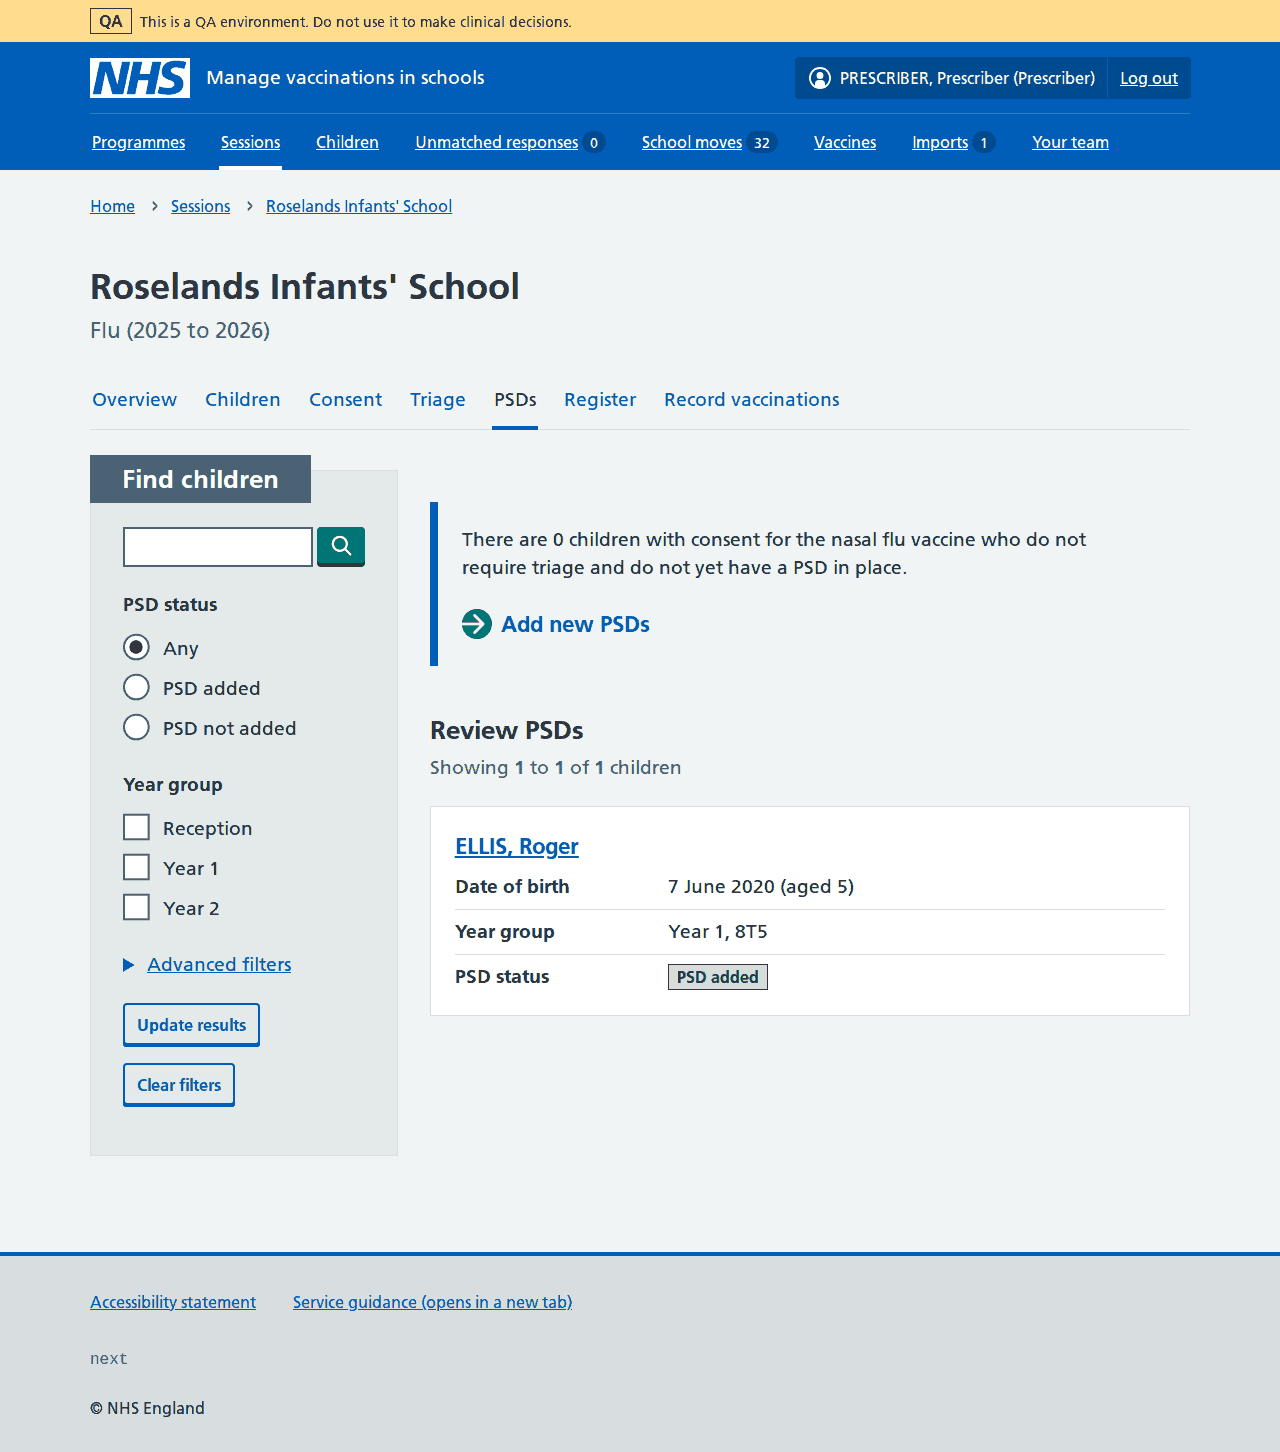 QA This is a QA environment. Do not use it to make clinical decisions.
NHS Manage vaccinations in schools PRESCRIBER, Prescriber (Prescriber) Log out
Programmes Sessions Children Unmatched responses 0 School moves 32 Vaccines Imports 1 Your team
Home Sessions Roselands Infants' School
Roselands Infants' School
Flu (2025 to 2026)
Overview Children Consent Triage PSDs Register Record vaccinations
Find children
PSD status
Any
PSD added
PSD not added
Year group
Reception
Year 1
Year 2
Advanced filters
Update results
Clear filters
There are 0 children with consent for the nasal flu vaccine who do not
require triage and do not yet have a PSD in place.
Add new PSDs
Review PSDs
Showing 1 to 1 of 1 children
ELLIS, Roger
Date of birth 7 June 2020 (aged 5)
Year group Year 1, 8T5
PSD status PSD added
Accessibility statement Service guidance (opens in a new tab)
next
© NHS England